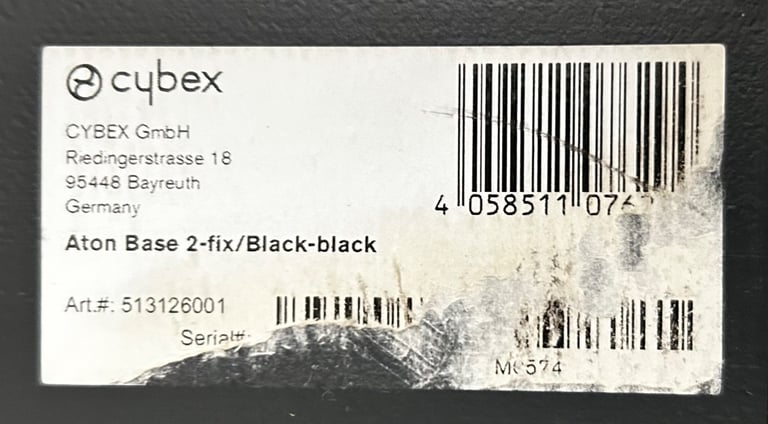 cybex
CYBEX GmbH
Riedingerstrasse 18
95448 Bayreuth
Germany
4 058511
Aton Base 2-fix/Black-black
Art.#: 513126001
Serial#: